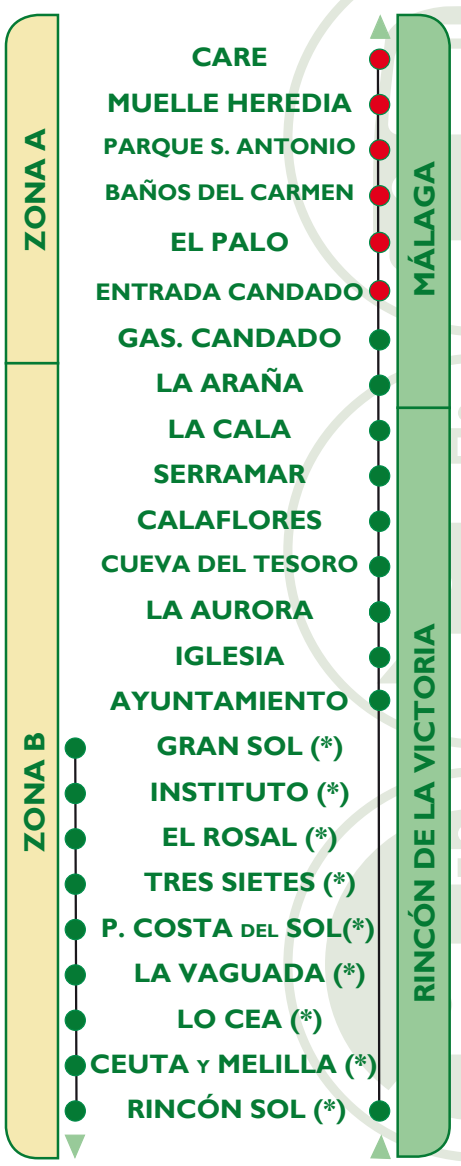 ZONA A
ZONA B
CARE
MUELLE HEREDIA
PARQUE S. ANTONIO
BAÑOS DEL CARMEN
EL PALO
ENTRADA CANDADO
GAS. CANDADO
LA ARAÑA
LA CALA
SERRAMAR
CALAFLORES
CUEVA DEL TESORO
LA AURORA
IGLESIA
AYUNTAMIENTO
GRAN SOL (*)
INSTITUTO (*)
EL ROSAL (*)
TRES SIETES (*)
P. COSTA DEL SOL(*)
LA VAGUADA (*)
LO CEA (*)
CEUTA Y MELILLA (*)
RINCÓN SOL (*)
MÁLAGA
RINCÓN DE LA VICTORIA